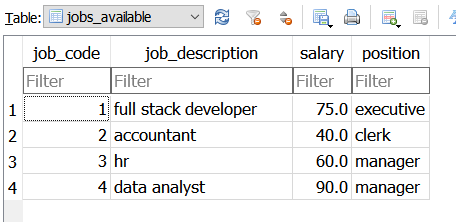 Table: jobs_available
job_code job_description salary position
Filter Filter Filter Filter
1 1 full stack developer 75.0 executive
2 2 accountant 40.0 clerk
3 3 hr 60.0 manager
4 4 data analyst 90.0 manager